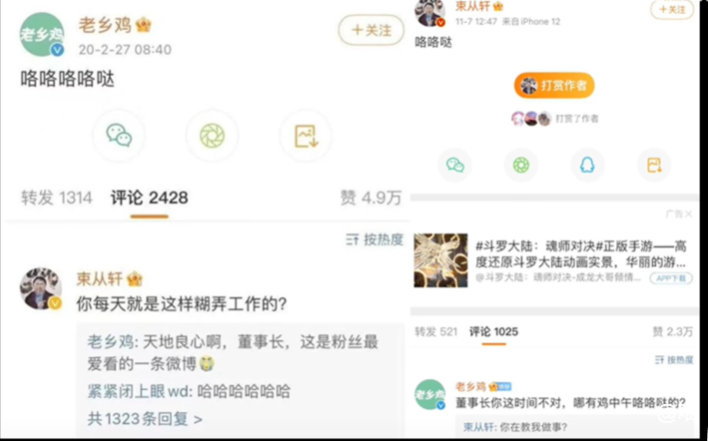 老乡鸡
老乡鸡
20-2-27 08:40
+关注
咯咯咯咯哒
转发 1314 评论 2428 赞 4.9万
按热度
束从轩
你每天就是这样糊弄工作的?
老乡鸡: 天地良心啊,董事长,这是粉丝最
爱看的一条微博
紧紧闭上眼wd: 哈哈哈哈哈哈
共1323条回复 >
束从轩
+关注
11-7 12:47 来自 iPhone 12
咯咯哒
打赏作者
打赏了作者
广告 X
#斗罗大陆:魂师对决#正版手游——高
度还原斗罗大陆动画实景,华丽的游...
@斗罗大陆:魂师对决-成龙大哥倾情...
APP下载
转发 521 评论 1025 赞 2.3万
按热度
老乡鸡
老乡鸡
董事长你这时间不对,哪有鸡中午咯咯哒的?
束从轩: 你在教我做事?